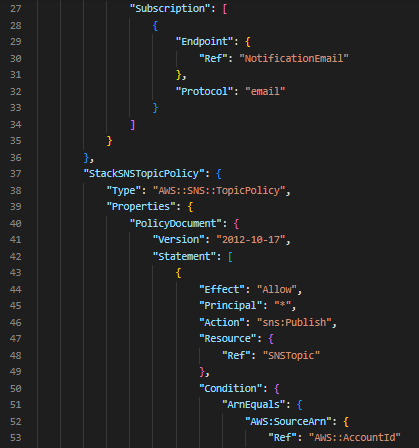 27 "Subscription": [
28 {
29 "Endpoint": {
30 "Ref": "NotificationEmail"
31 },
32 "Protocol": "email"
33 }
34 ]
35 }
36 },
37 "StackSNSTopicPolicy": {
38 "Type": "AWS::SNS::TopicPolicy",
39 "Properties": {
40 "PolicyDocument": {
41 "Version": "2012-10-17",
42 "Statement": [
43 {
44 "Effect": "Allow",
45 "Principal": "*",
46 "Action": "sns:Publish",
47 "Resource": {
48 "Ref": "SNSTopic"
49 },
50 "Condition": {
51 "ArnEquals": {
52 "AWS:SourceArn": {
53 "Ref": "AWS::AccountId"